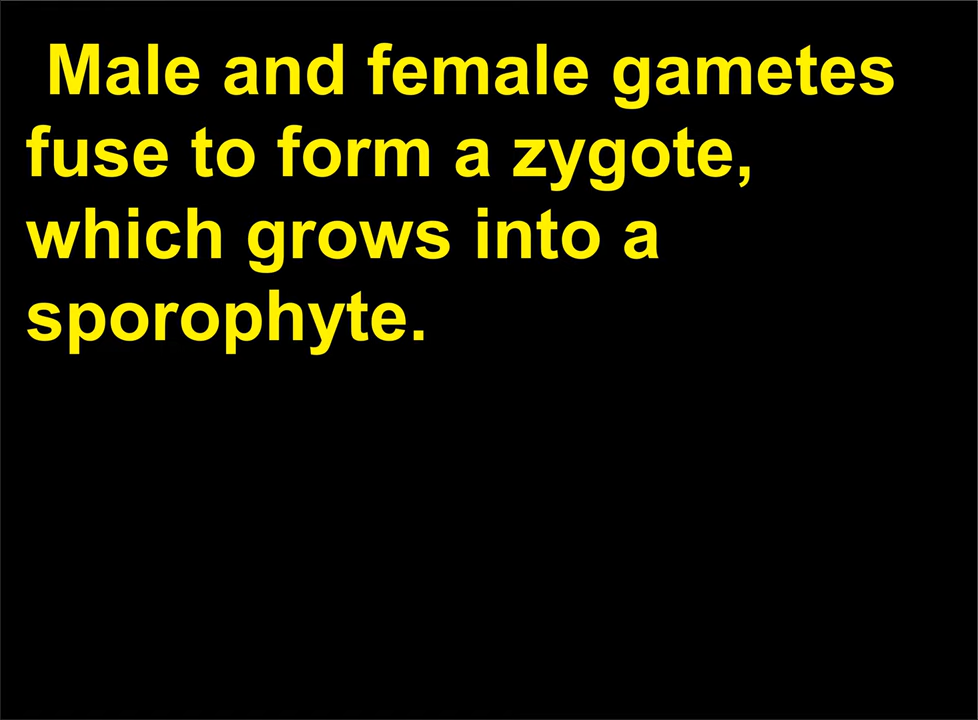 Male and female gametes
fuse to form a zygote,
which grows into a
sporophyte.